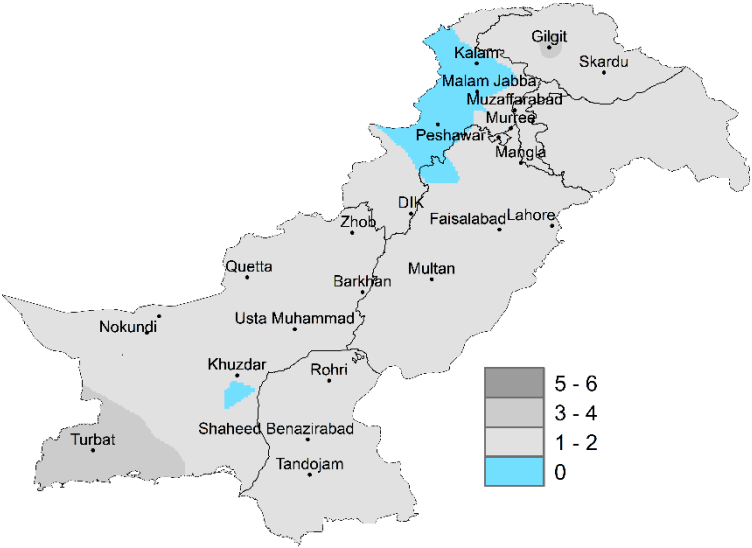 Gilgit
Kalam
Skardu
Malam Jabba
Muzaffarabad
Murree
Peshawar
Mangla
DIK
Faisalabad
Lahore
Zhob
Quetta
Multan
Barkhan
Nokundi
Usta Muhammad
Khuzdar
Rohri
5 - 6
3 - 4
Shaheed Benazirabad
1 - 2
Turbat
Tandojam
0